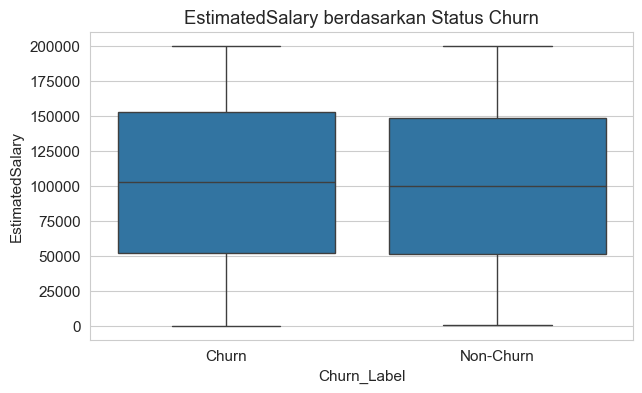 EstimatedSalary berdasarkan Status Churn
200000
175000
150000
125000
100000
75000
50000
25000
0
EstimatedSalary
Churn
Non-Churn
Churn_Label